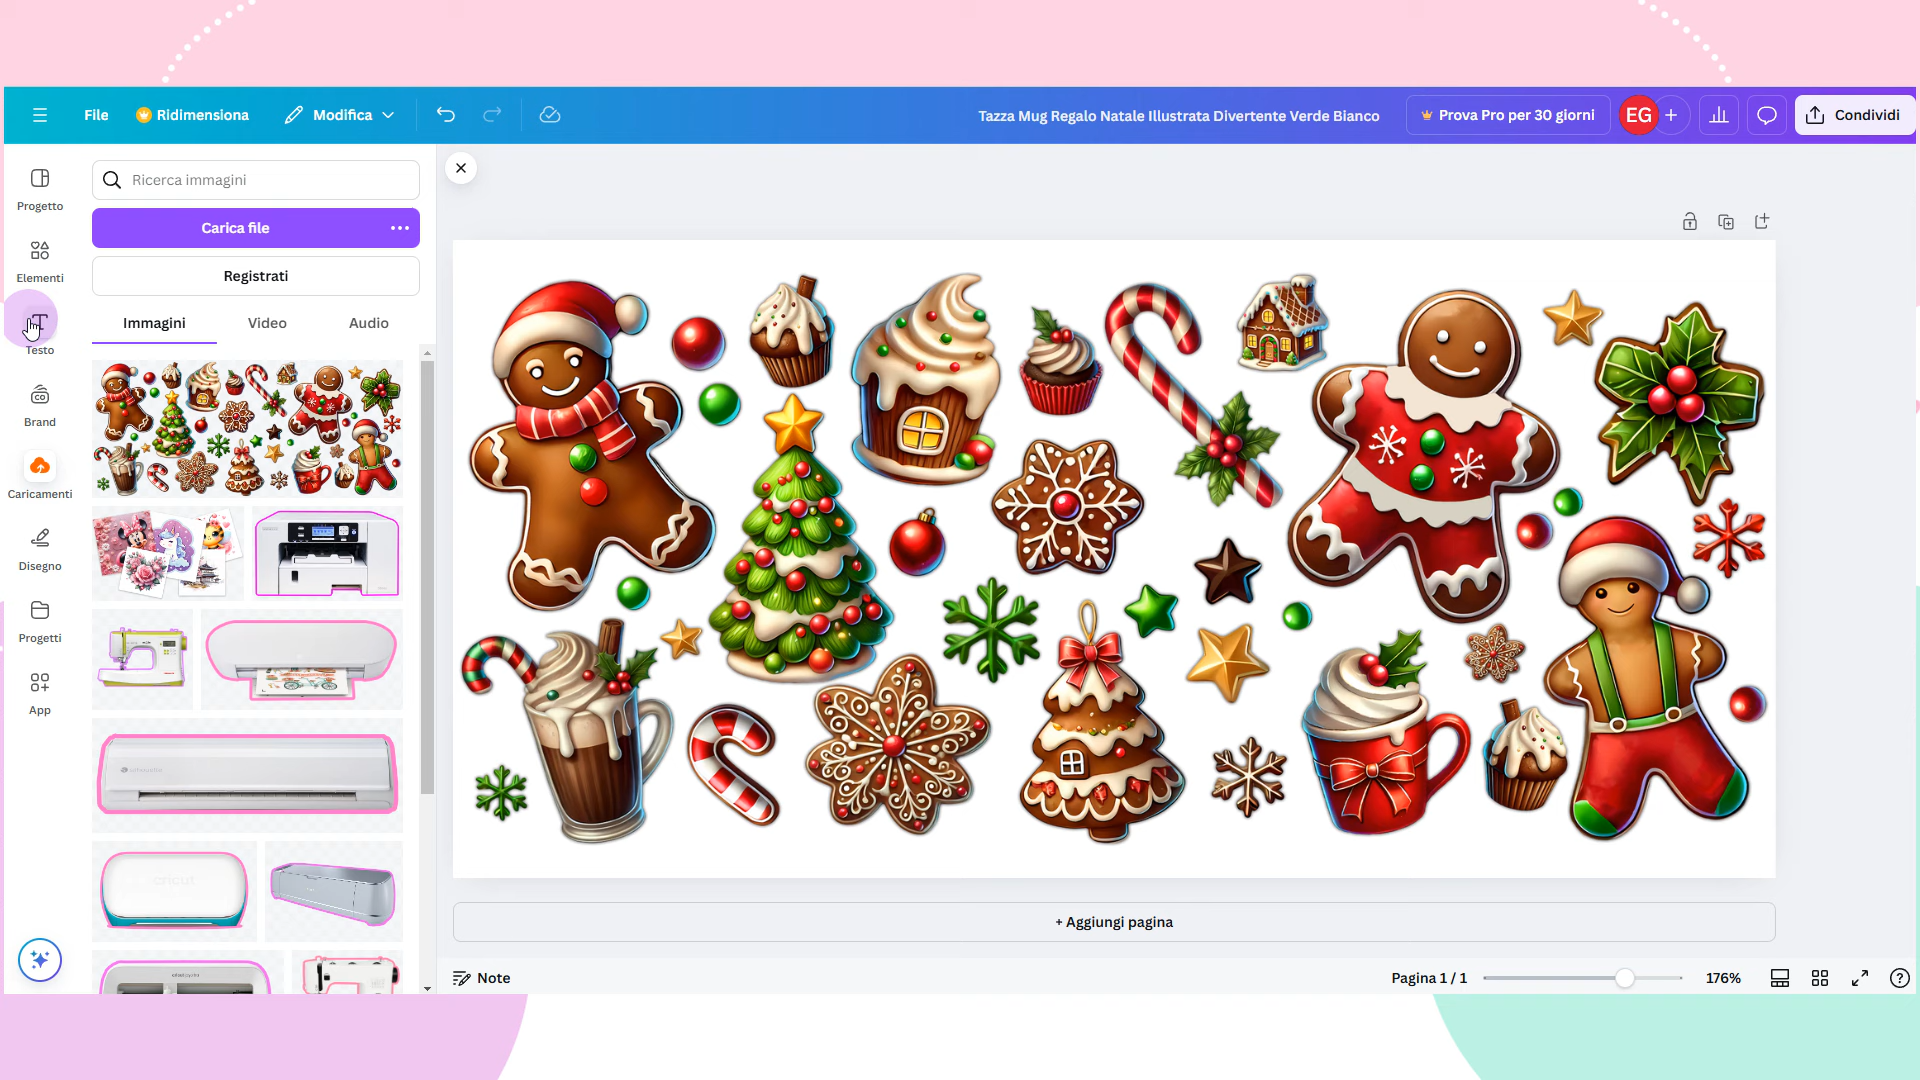 File
Ridimensiona
Modifica
Tazza Mug Regalo Natale Illustrata Divertente Verde Bianco
Prova Pro per 30 giorni
EG
Condividi
Progetto
Elementi
Testo
Brand
Caricamenti
Disegno
Progetti
App
Ricerca immagini
Carica file
Registrati
Immagini
Video
Audio
cricut
+ Aggiungi pagina
Note
Pagina 1 / 1
176%